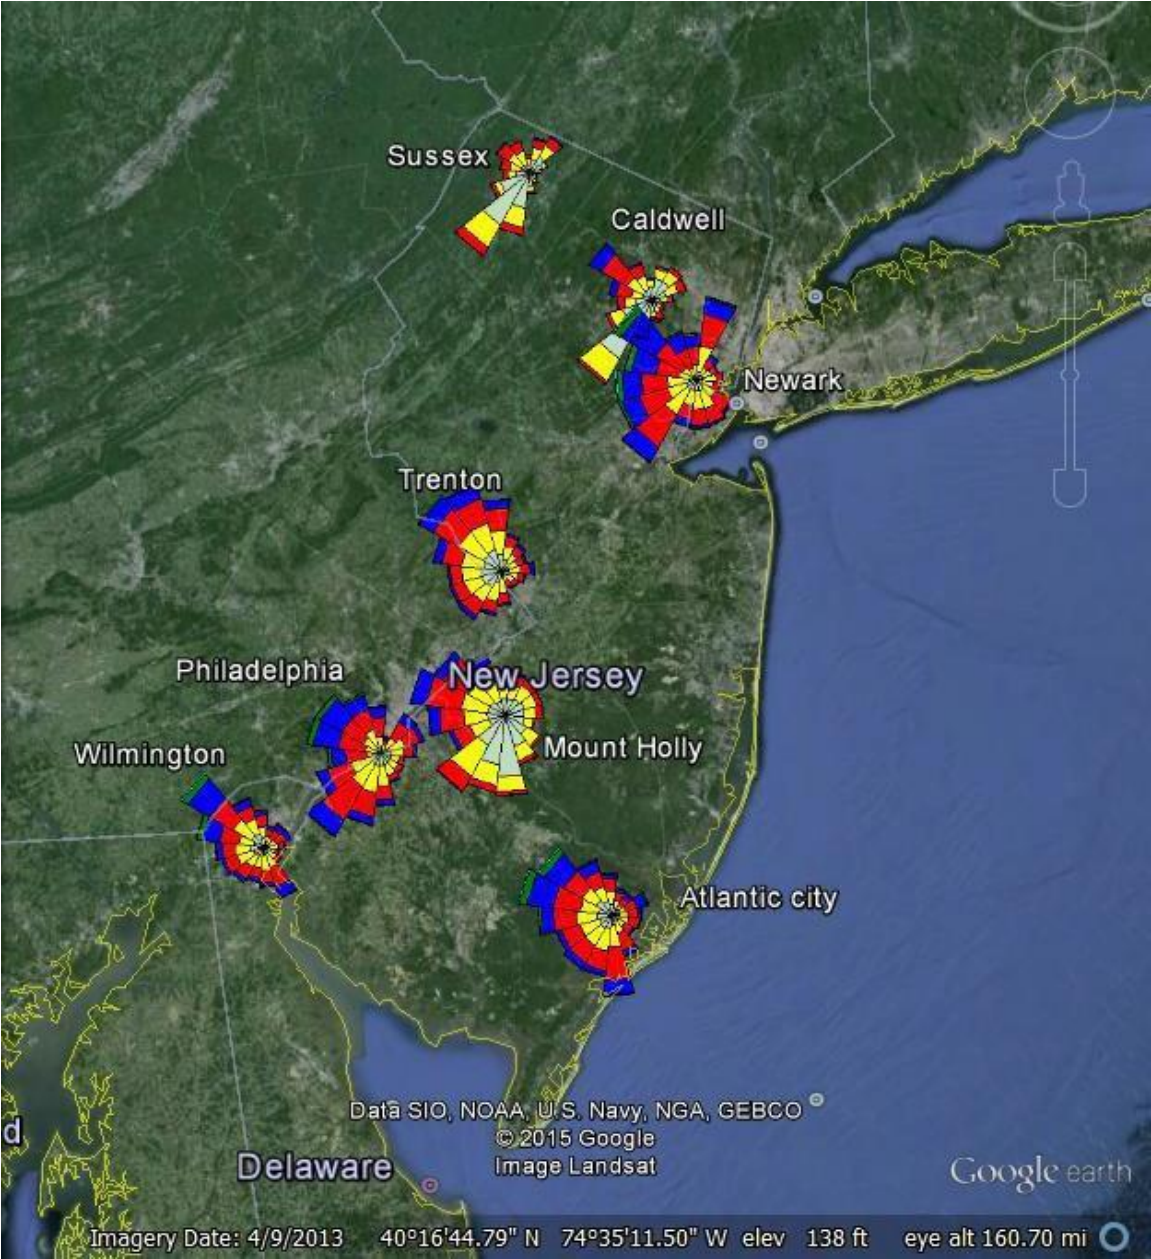 Sussex
Caldwell
Newark
Trenton
Philadelphia
New Jersey
Mount Holly
Wilmington
Atlantic city
Data SIO, NOAA, U.S. Navy, NGA, GEBCO
© 2015 Google
Image Landsat
d
Delaware
Google earth
Imagery Date: 4/9/2013 40°16'44.79" N 74°35'11.50" W elev 138 ft eye alt 160.70 mi